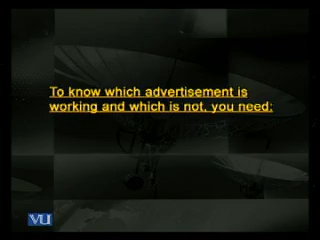 To know which advertisement is
working and which is not, you need:
VU